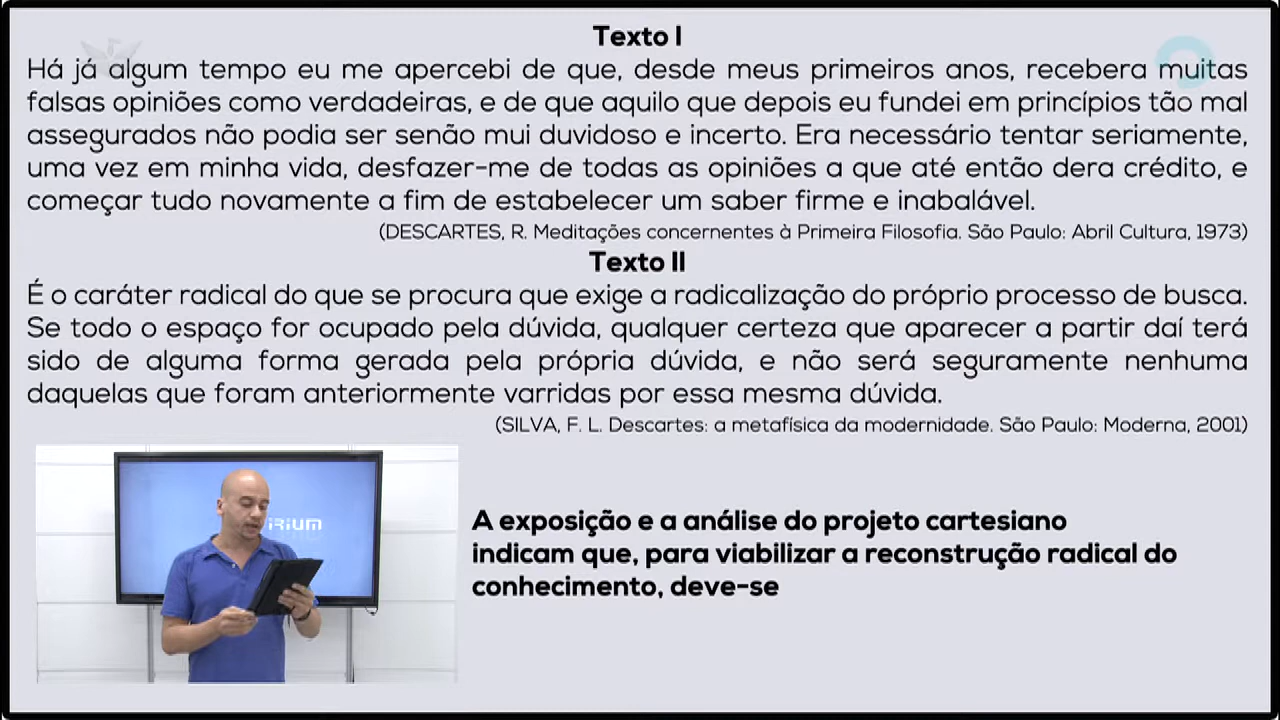 Texto I
Há já algum tempo eu me apercebi de que, desde meus primeiros anos, recebera muitas
falsas opiniões como verdadeiras, e de que aquilo que depois eu fundei em princípios tão mal
assegurados não podia ser senão mui duvidoso e incerto. Era necessário tentar seriamente,
uma vez em minha vida, desfazer-me de todas as opiniões a que até então dera crédito, e
começar tudo novamente a fim de estabelecer um saber firme e inabalável.
(DESCARTES, R. Meditações concernentes à Primeira Filosofia. São Paulo: Abril Cultura, 1973)
Texto II
É o caráter radical do que se procura que exige a radicalização do próprio processo de busca.
Se todo o espaço for ocupado pela dúvida, qualquer certeza que aparecer a partir daí terá
sido de alguma forma gerada pela própria dúvida, e não será seguramente nenhuma
daquelas que foram anteriormente varridas por essa mesma dúvida.
(SILVA, F. L. Descartes: a metafísica da modernidade. São Paulo: Moderna, 2001)
IRIUM
A exposição e a análise do projeto cartesiano
indicam que, para viabilizar a reconstrução radical do
conhecimento, deve-se